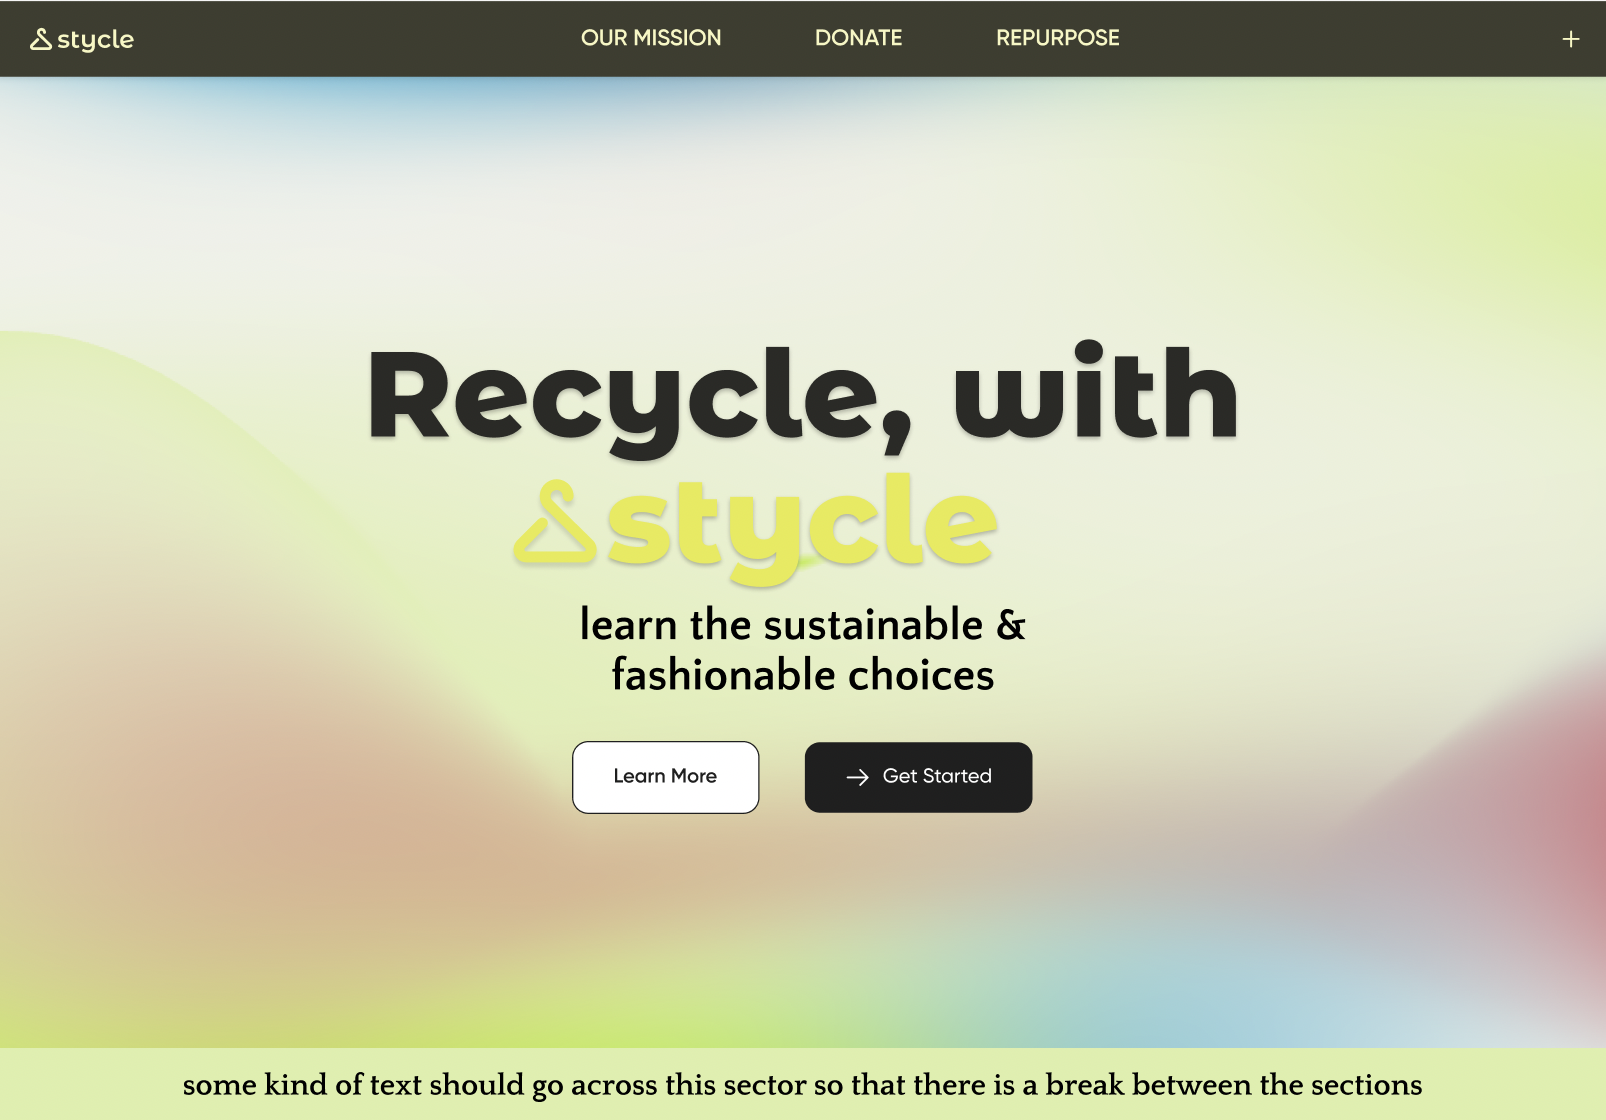 stycle
OUR MISSION
DONATE
REPURPOSE
Recycle, with
stycle
learn the sustainable &
fashionable choices
Learn More
Get Started
some kind of text should go across this sector so that there is a break between the sections